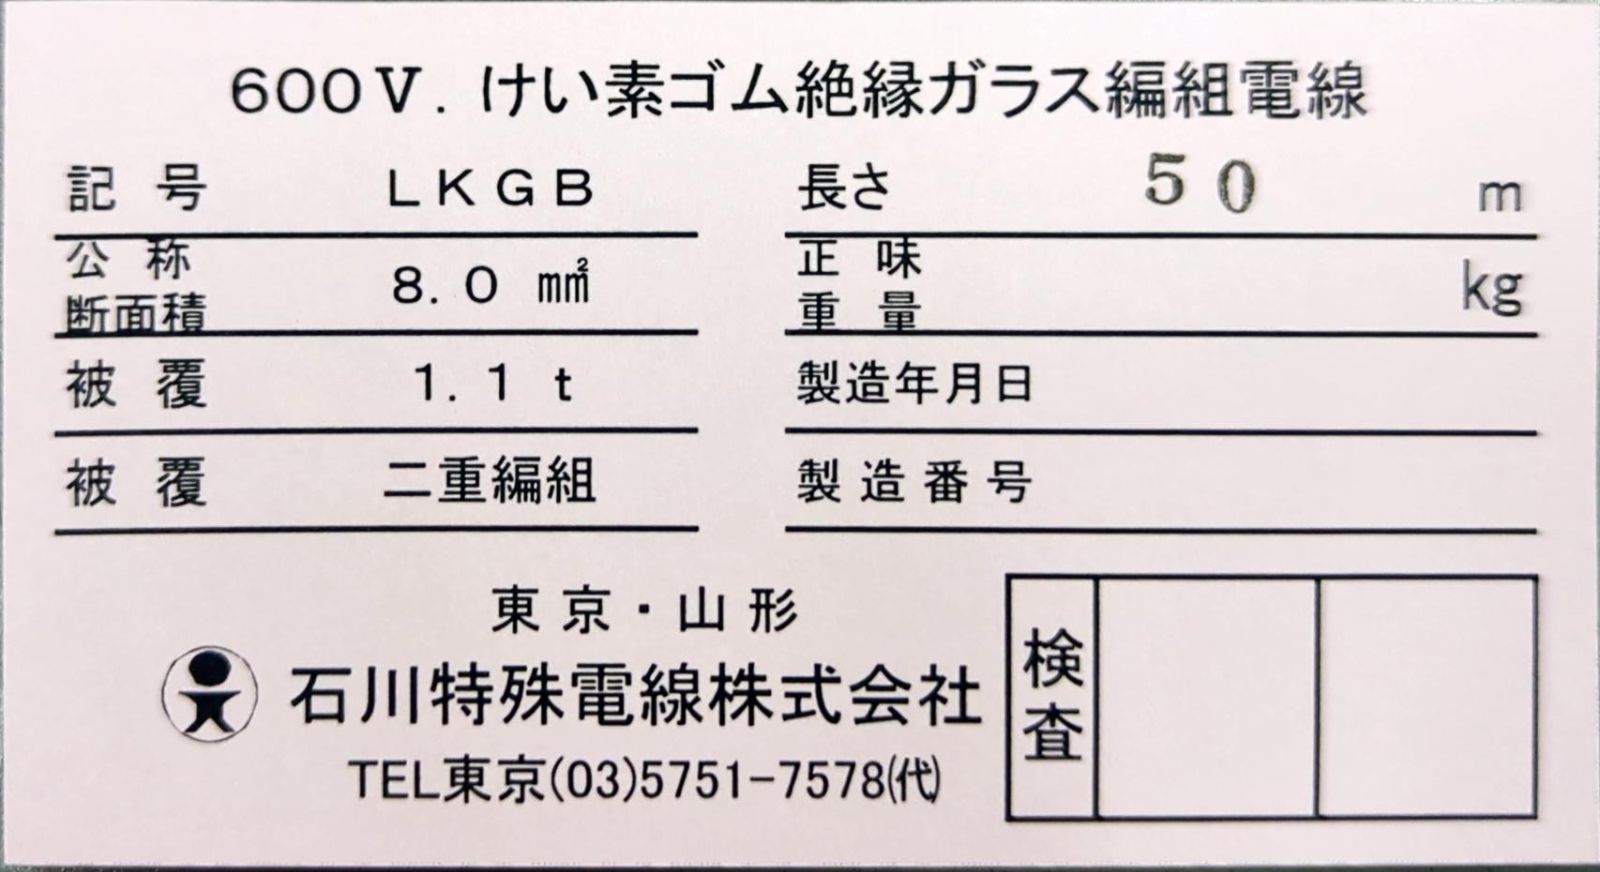 600V. けい素ゴム絶縁ガラス編組電線
記号 LKGB
公称断面積 8.0 mm²
被覆 1.1 t
被覆 二重編組
長さ 50 m
正味重量 kg
製造年月日
製造番号
東京・山形
石川特殊電線株式会社
TEL東京(03)5751-7578(代)
検査